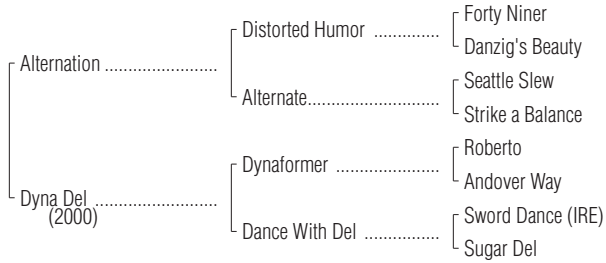 Forty Niner
Distorted Humor ..................
Danzig's Beauty
Alternation .........................
Seattle Slew
Alternate..............................
Strike a Balance
Roberto
Dynaformer .......................
Andover Way
Dyna Del ...........................
(2000)
Sword Dance (IRE)
Dance With Del .................
Sugar Del